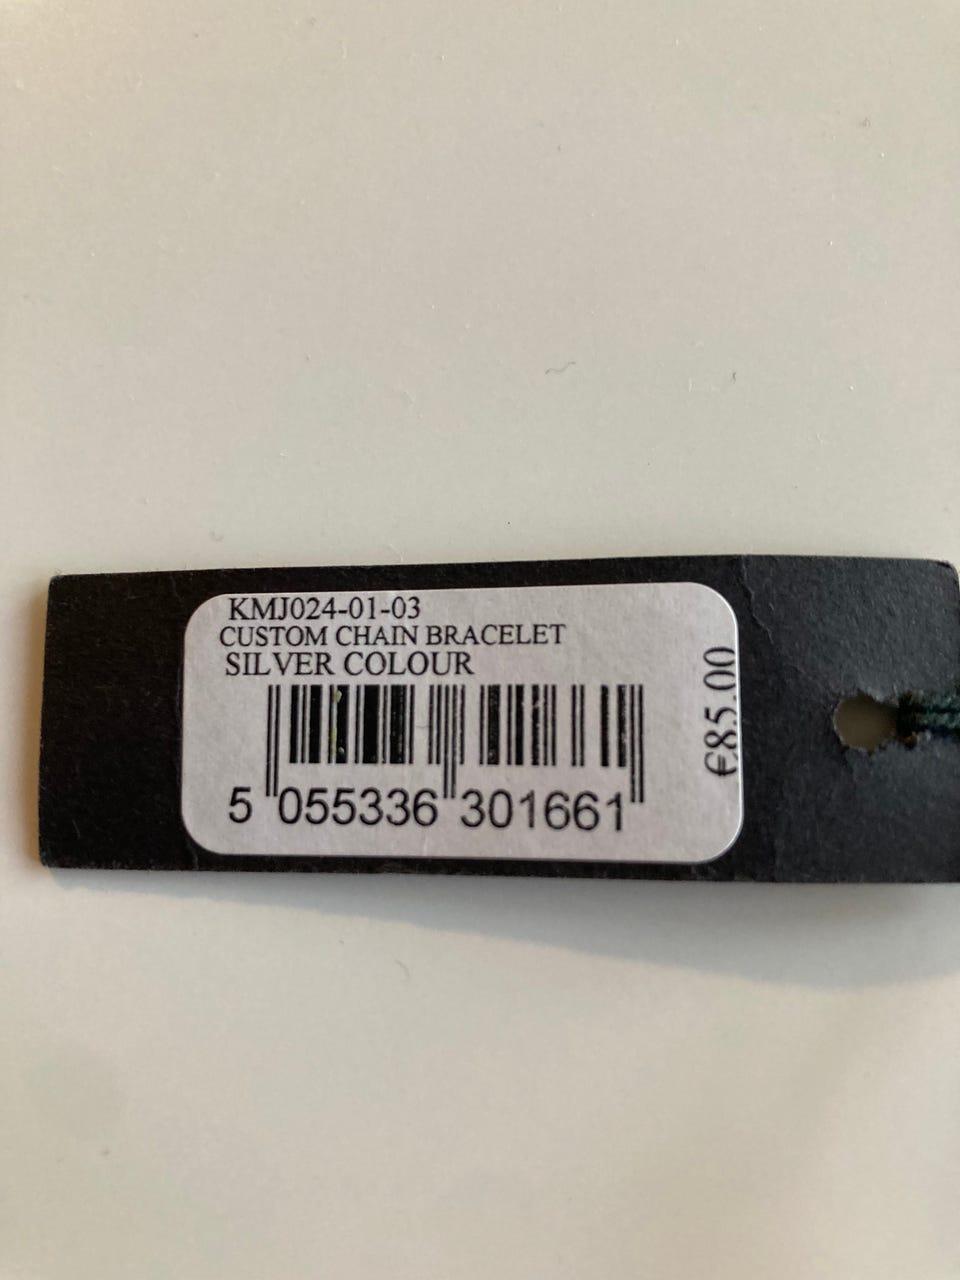 KMJ024-01-03
CUSTOM CHAIN BRACELET
SILVER COLOUR
€85.00
5 055336 301661